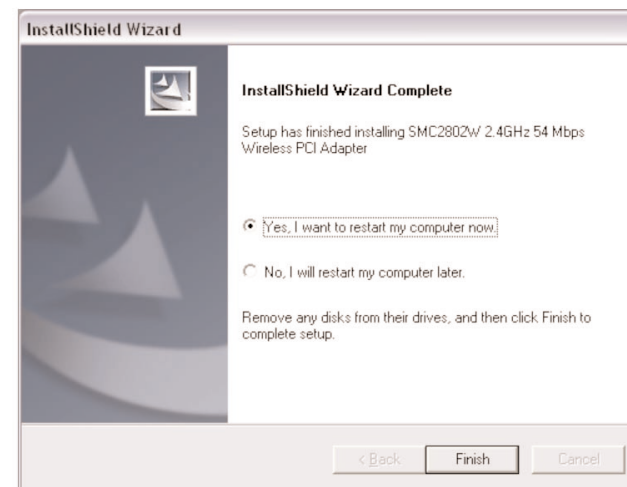 InstallShield Wizard
InstallShield Wizard Complete
Setup has finished installing SMC2802W 2.4GHz 54 Mbps
Wireless PCI Adapter
Yes, I want to restart my computer now.
No, I will restart my computer later.
Remove any disks from their drives, and then click Finish to
complete setup.
< Back Finish Cancel